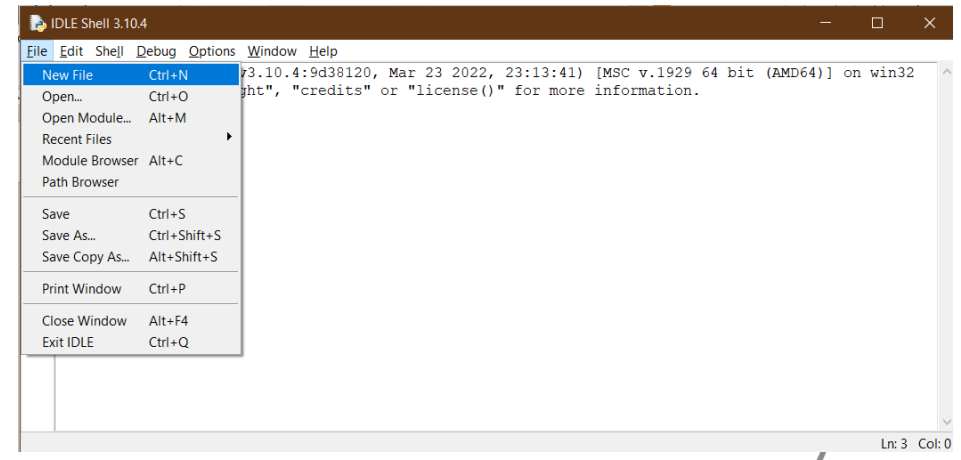 IDLE Shell 3.10.4
File Edit Shell Debug Options Window Help
v3.10.4:9d38120, Mar 23 2022, 23:13:41) [MSC v.1929 64 bit (AMD64)] on win32
ght", "credits" or "license()" for more information.
New File Ctrl+N
Open... Ctrl+O
Open Module... Alt+M
Recent Files
Module Browser Alt+C
Path Browser
Save Ctrl+S
Save As... Ctrl+Shift+S
Save Copy As... Alt+Shift+S
Print Window Ctrl+P
Close Window Alt+F4
Exit IDLE Ctrl+Q
Ln: 3 Col: 0